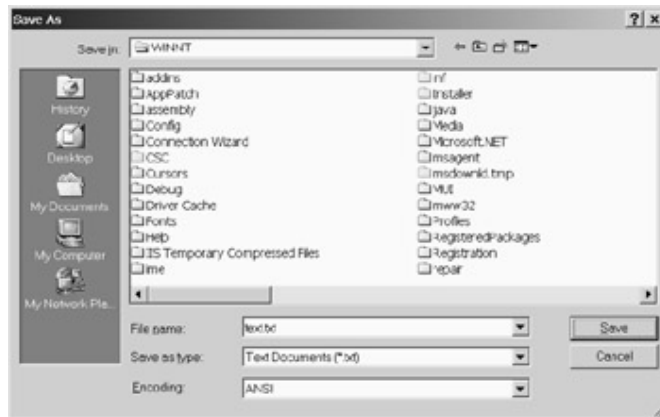 Save As
Save in: WINNT
History
Desktop
My Documents
My Computer
My Network Pla...
addins
AppPatch
assembly
Config
Connection Wizard
CSC
Cursors
Debug
Driver Cache
Fonts
Help
IIS Temporary Compressed Files
ime
inf
Installer
java
Media
Microsoft.NET
msagent
msdownld.tmp
MUI
mww32
Profiles
RegisteredPackages
Registration
repair
File name: text.txt
Save
Save as type: Text Documents (*.txt)
Cancel
Encoding: ANSI